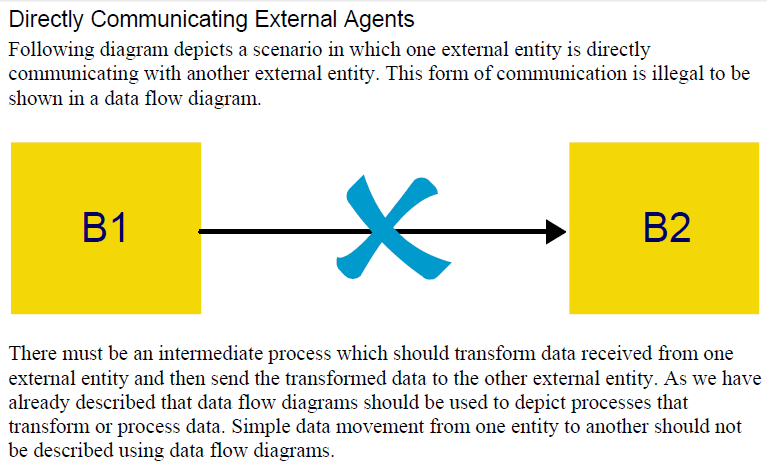 Directly Communicating External Agents
Following diagram depicts a scenario in which one external entity is directly
communicating with another external entity. This form of communication is illegal to be
shown in a data flow diagram.
B1
B2
There must be an intermediate process which should transform data received from one
external entity and then send the transformed data to the other external entity. As we have
already described that data flow diagrams should be used to depict processes that
transform or process data. Simple data movement from one entity to another should not
be described using data flow diagrams.